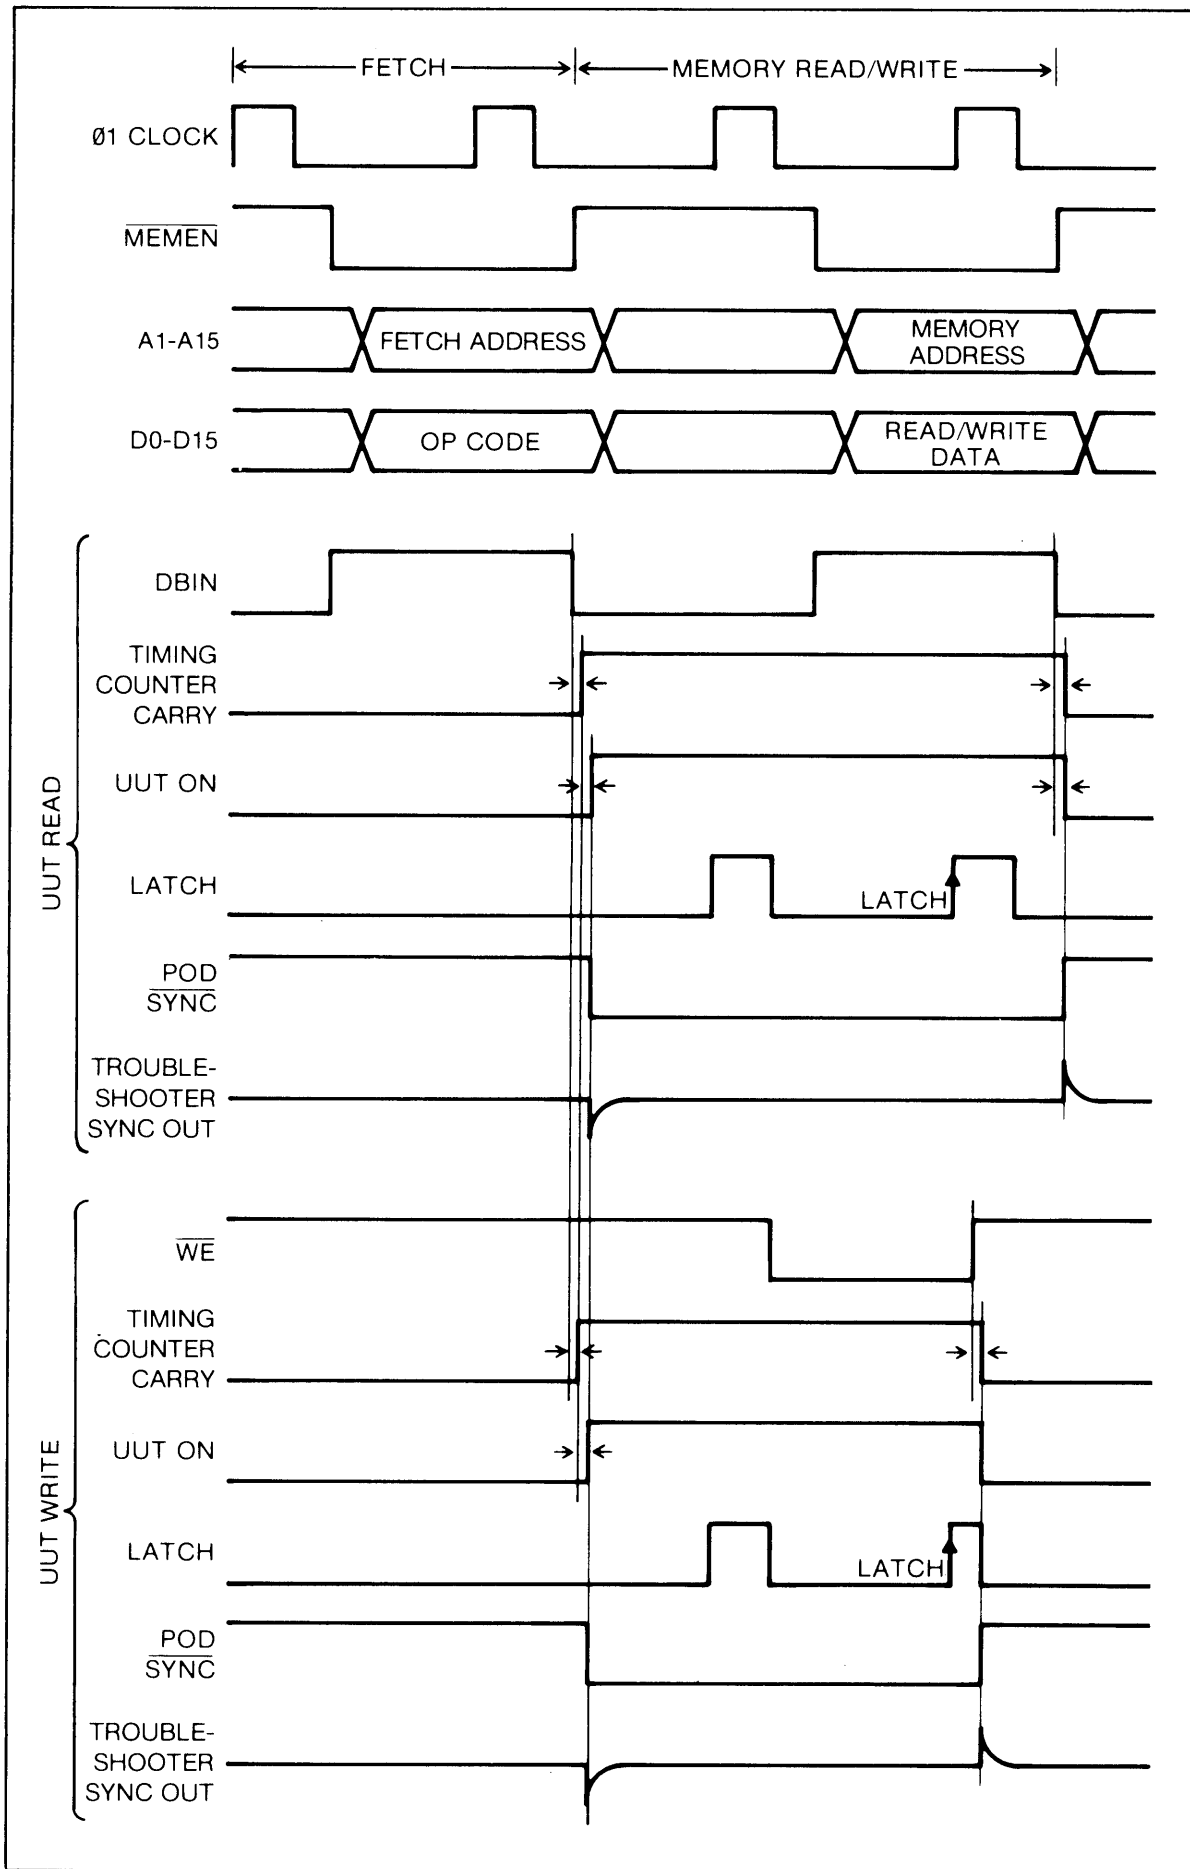 FETCH
MEMORY READ/WRITE
Ø1 CLOCK
MEMEN
A1-A15
FETCH ADDRESS
MEMORY
ADDRESS
D0-D15
OP CODE
READ/WRITE
DATA
UUT READ
DBIN
TIMING
COUNTER
CARRY
UUT ON
LATCH
LATCH
POD
SYNC
TROUBLE-
SHOOTER
SYNC OUT
UUT WRITE
WE
TIMING
COUNTER
CARRY
UUT ON
LATCH
LATCH
POD
SYNC
TROUBLE-
SHOOTER
SYNC OUT